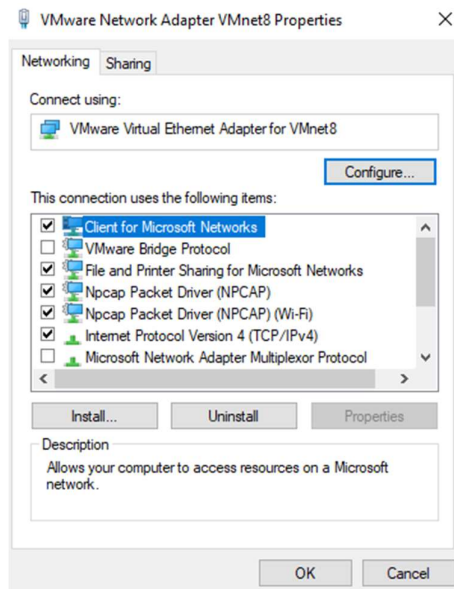 VMware Network Adapter VMnet8 Properties
Networking Sharing
Connect using:
VMware Virtual Ethernet Adapter for VMnet8
Configure...
This connection uses the following items:
Client for Microsoft Networks
VMware Bridge Protocol
File and Printer Sharing for Microsoft Networks
Npcap Packet Driver (NPCAP)
Npcap Packet Driver (NPCAP) (Wi-Fi)
Internet Protocol Version 4 (TCP/IPv4)
Microsoft Network Adapter Multiplexor Protocol
Install... Uninstall Properties
Description
Allows your computer to access resources on a Microsoft
network.
OK Cancel